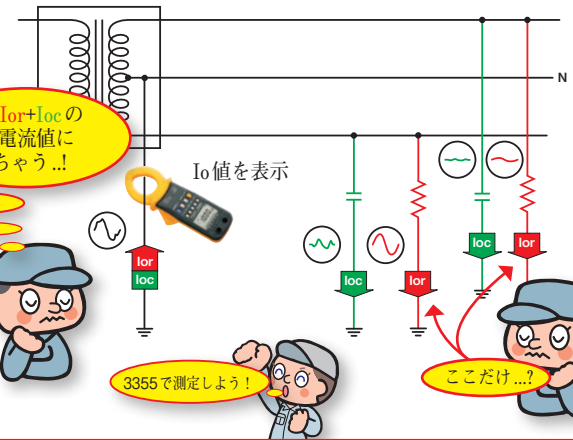 N
Ior+Iocの
電流値に
ちゃう..!
Io値を表示
Ior
Ioc
Ioc
Ior
Ioc
Ior
3355で測定しよう！
ここだけ...?